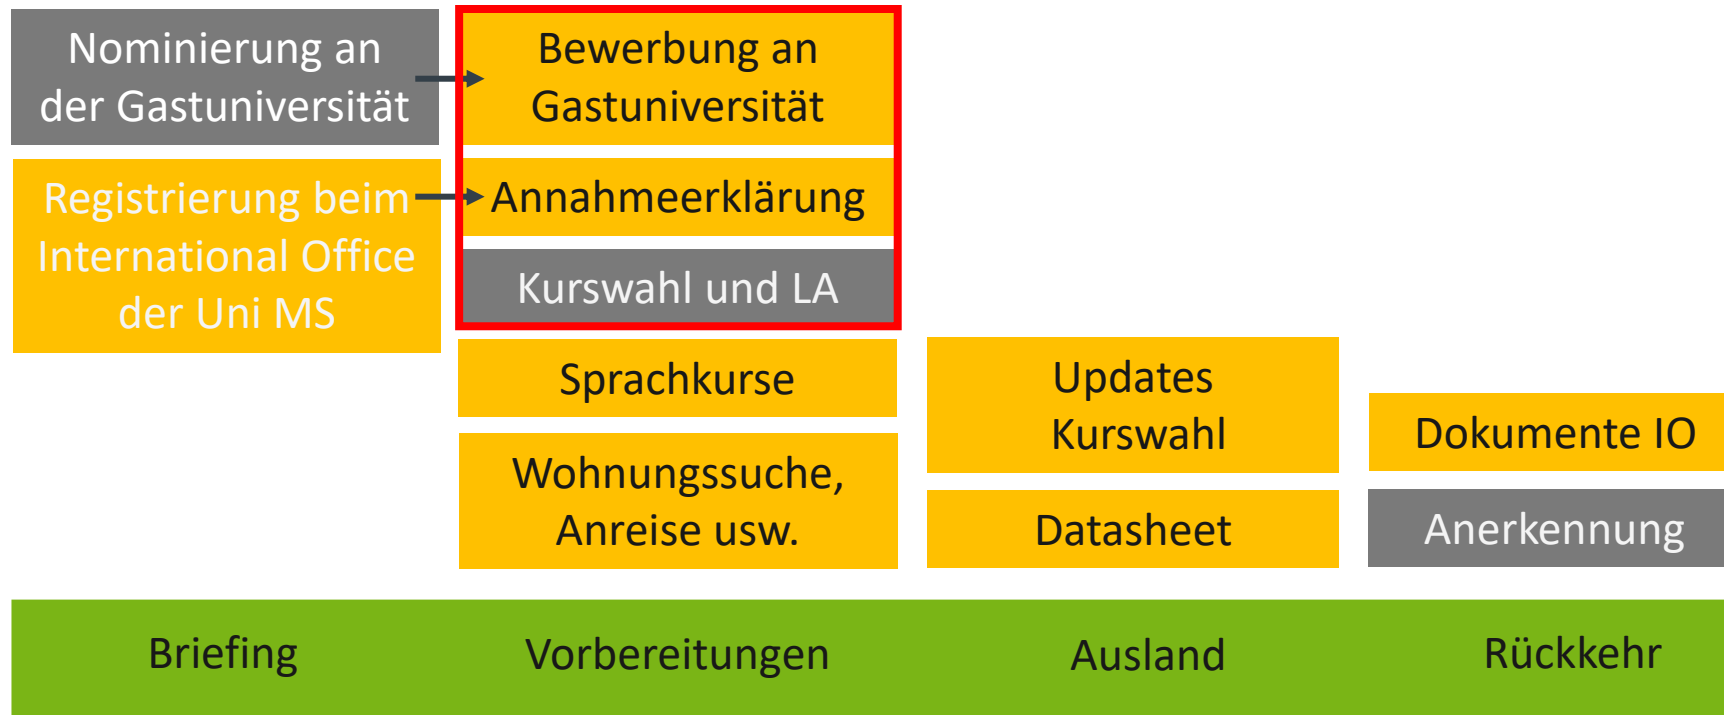 Nominierung an
der Gastuniversität
Registrierung beim
International Office
der Uni MS
Bewerbung an
Gastuniversität
Annahmeerklärung
Kurswahl und LA
Sprachkurse
Wohnungssuche,
Anreise usw.
Updates
Kurswahl
Datasheet
Dokumente IO
Anerkennung
Briefing
Vorbereitungen
Ausland
Rückkehr